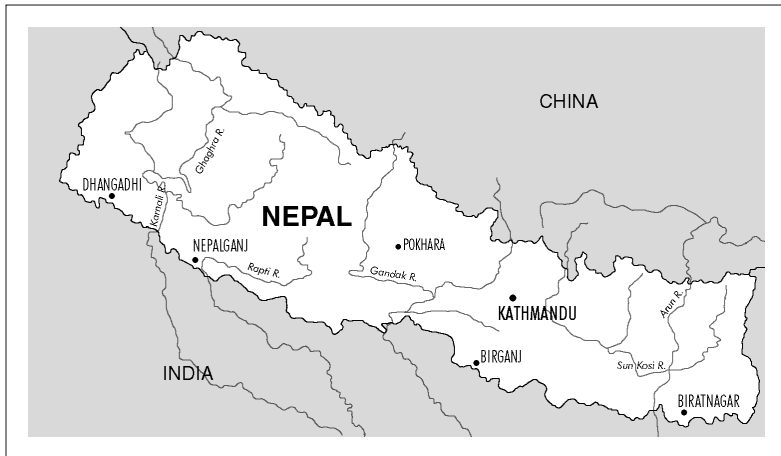 CHINA
Ghaghra R.
DHANGADHI
Karnali R.
NEPAL
NEPALGANJ
POKHARA
Rapti R.
Gandak R.
KATHMANDU
Arun R.
BIRGANJ
Sun Kosi R.
INDIA
BIRATNAGAR